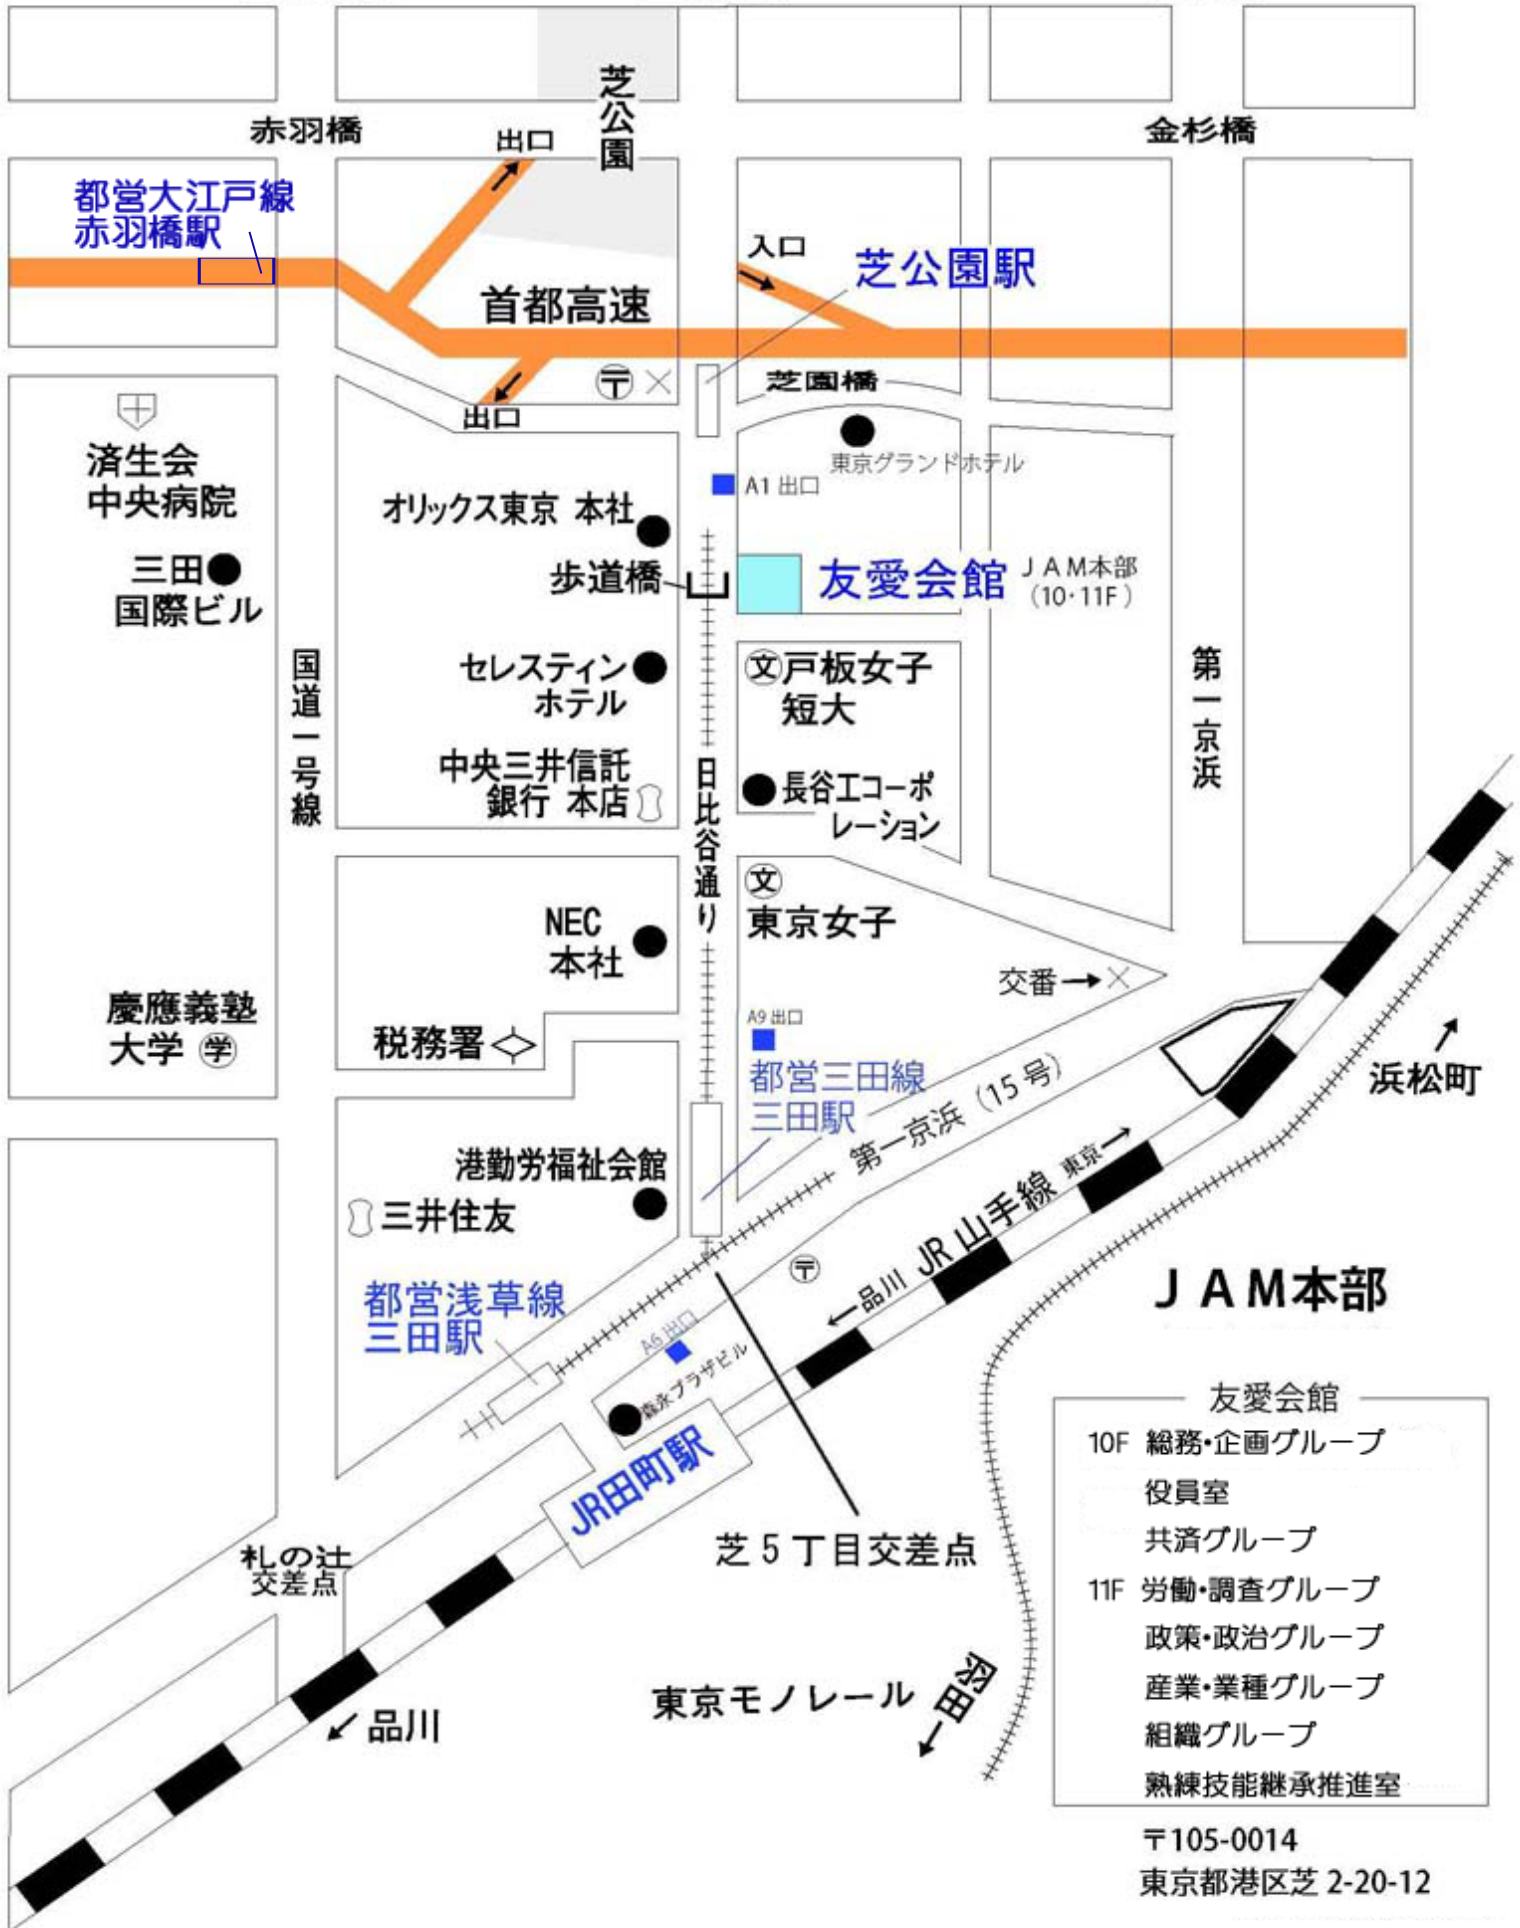 赤羽橋
芝公園
金杉橋
出口
都営大江戸線
赤羽橋駅
入口
芝公園駅
首都高速
〒
芝園橋
出口
東京グランドホテル
済生会
中央病院
A1 出口
オリックス東京 本社
三田
国際ビル
歩道橋
友愛会館
JAM本部
(10・11F)
国道一号線
セレスティン
ホテル
文
戸板女子
短大
第一京浜
中央三井信託
銀行 本店
日比谷通り
長谷工コーポ
レーション
文
東京女子
NEC
本社
交番→
慶應義塾
大学 学
税務署
A9 出口
都営三田線
三田駅
浜松町
第一京浜(15号)
港勤労福祉会館
三井住友
東京→
JR 山手線
←品川
〒
都営浅草線
三田駅
A6 出口
森永プラザビル
JR田町駅
芝5丁目交差点
札の辻
交差点
品川
東京モノレール
羽田
JAM本部
友愛会館
10F 総務・企画グループ
役員室
共済グループ
11F 労働・調査グループ
政策・政治グループ
産業・業種グループ
組織グループ
熟練技能継承推進室
〒105-0014
東京都港区芝 2-20-12